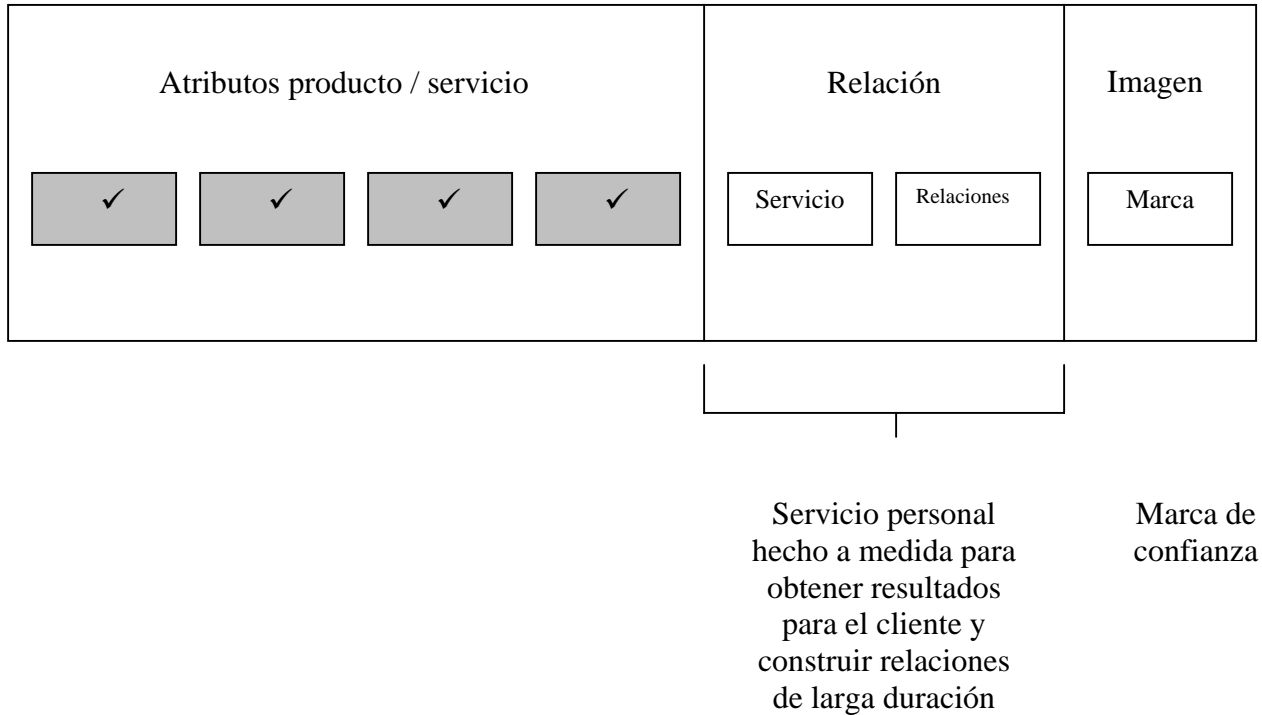 Atributos producto / servicio
Relación
Imagen
✓ ✓ ✓ ✓
Servicio
Relaciones
Marca
Servicio personal
hecho a medida para
obtener resultados
para el cliente y
construir relaciones
de larga duración
Marca de
confianza